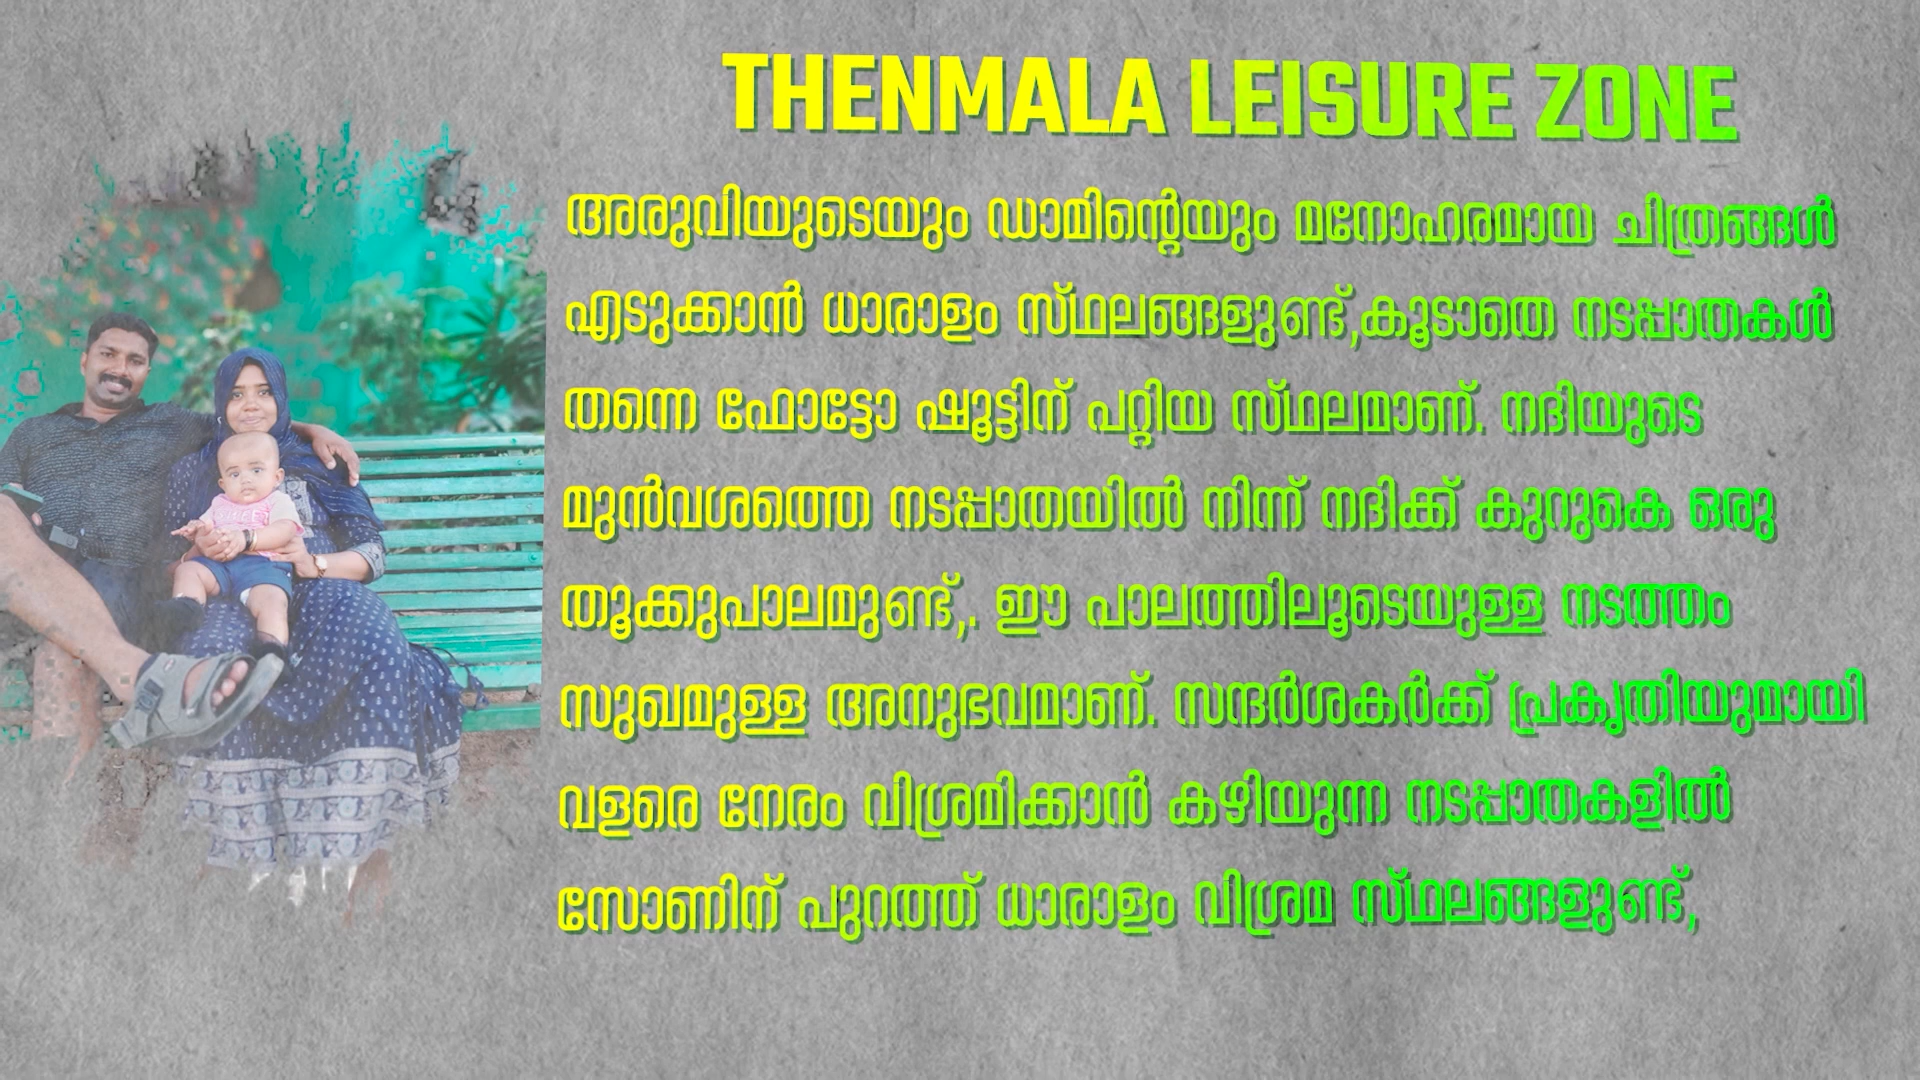 THENMALA LEISURE ZONE
അരുവിയുടെയും ഡാമിന്റെയും മനോഹരമായ ചിത്രങ്ങൾ
എടുക്കാൻ ധാരാളം സ്ഥലങ്ങളുണ്ട്,കൂടാതെ നടപ്പാതകൾ
തന്നെ ഫോട്ടോ ഷൂട്ടിന് പറ്റിയ സ്ഥലമാണ്. നദിയുടെ
മുൻവശത്തെ നടപ്പാതയിൽ നിന്ന് നദിക്ക് കുറുകെ ഒരു
തൂക്കുപാലമുണ്ട്,. ഈ പാലത്തിലൂടെയുള്ള നടത്തം
സുഖമുള്ള അനുഭവമാണ്. സന്ദർശകർക്ക് പ്രകൃതിയുമായി
വളരെ നേരം വിശ്രമിക്കാൻ കഴിയുന്ന നടപ്പാതകളിൽ
സോണിന് പുറത്ത് ധാരാളം വിശ്രമ സ്ഥലങ്ങളുണ്ട്,